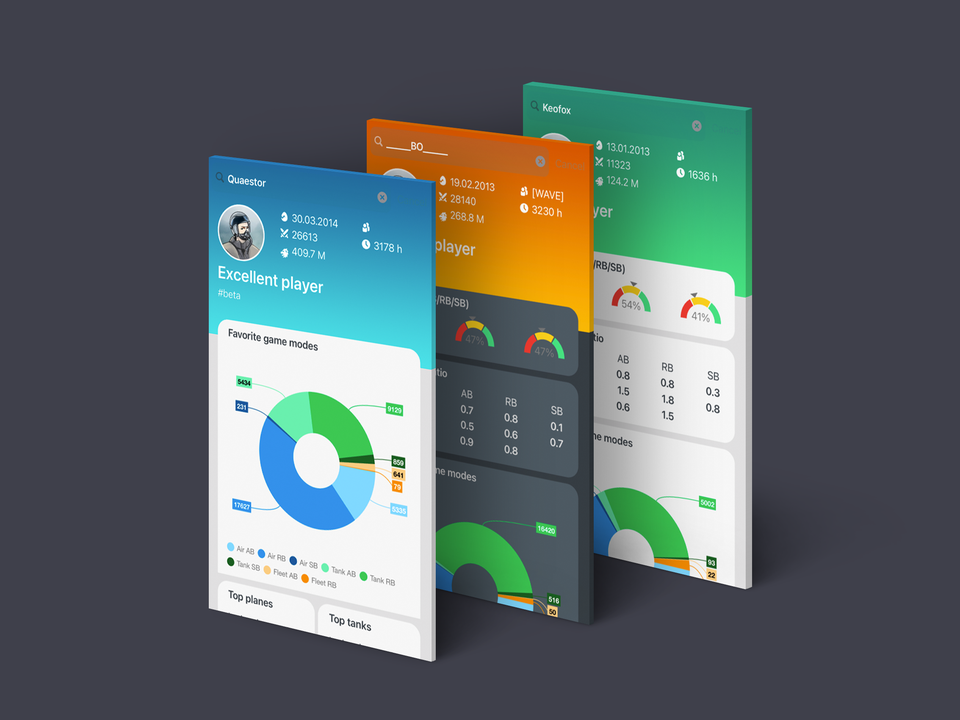 Quaestor
30.03.2014
26613
3178 h
409.7 M
Excellent player
#beta
Favorite game modes
5434
9129
231
859
641
79
17627
5335
Air AB Air RB Air SB Tank AB Tank RB
Tank SB Fleet AB Fleet RB
Top planes
Top tanks
_____BO_____
19.02.2013
[WAVE]
28140
3230 h
268.8 M
player
/RB/SB)
47% 47%
tio
AB RB SB
0.7 0.8 0.1
0.5 0.6 0.7
0.9 0.8
me modes
16420
516
50
Keofox
13.01.2013
11323
1636 h
124.2 M
yer
/RB/SB)
54% 41%
tio
AB RB SB
0.8 0.8 0.3
1.5 1.8 0.8
0.6 1.5
me modes
5002
93
22